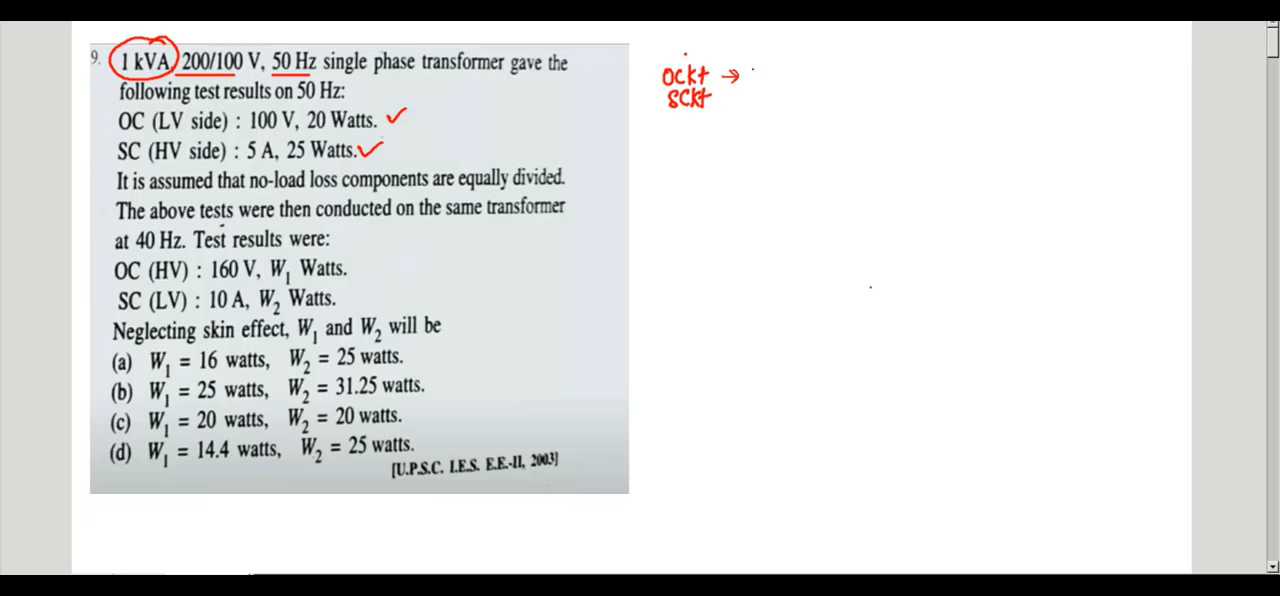 9. 1 kVA, 200/100 V, 50 Hz single phase transformer gave the
following test results on 50 Hz:
OC (LV side) : 100 V, 20 Watts.
SC (HV side) : 5 A, 25 Watts.
It is assumed that no-load loss components are equally divided.
The above tests were then conducted on the same transformer
at 40 Hz. Test results were:
OC (HV) : 160 V, W₁ Watts.
SC (LV) : 10 A, W₂ Watts.
Neglecting skin effect, W₁ and W₂ will be
(a) W₁ = 16 watts, W₂ = 25 watts.
(b) W₁ = 25 watts, W₂ = 31.25 watts.
(c) W₁ = 20 watts, W₂ = 20 watts.
(d) W₁ = 14.4 watts, W₂ = 25 watts.
[U.P.S.C. I.E.S. E.E.-II, 2003]
OCkt →
SCkt